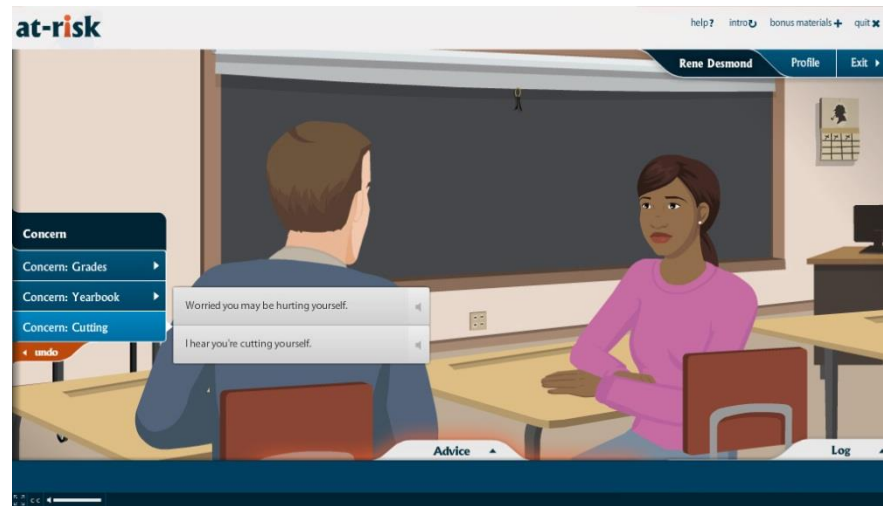 at-risk
help? intro bonus materials quit
Rene Desmond Profile Exit
Concern
Concern: Grades
Concern: Yearbook
Concern: Cutting
undo
Worried you may be hurting yourself.
I hear you're cutting yourself.
Advice
Log
cc